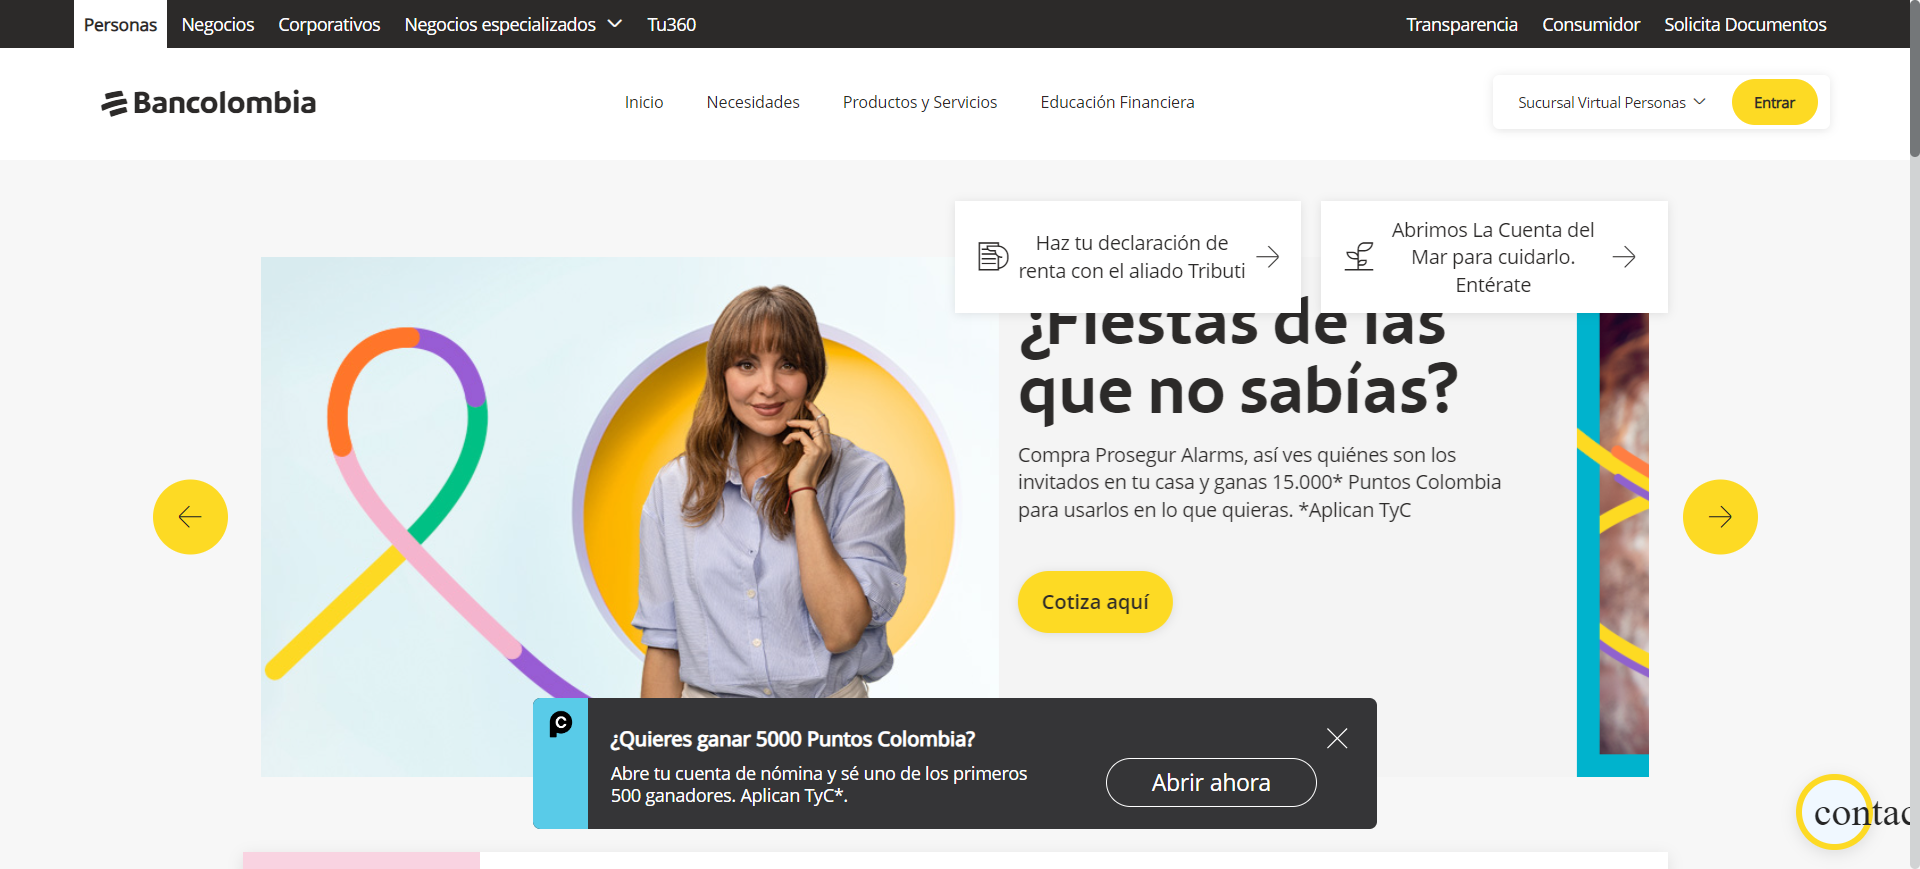 Personas Negocios Corporativos Negocios especializados Tu360 Transparencia Consumidor Solicita Documentos
Bancolombia Inicio Necesidades Productos y Servicios Educación Financiera Sucursal Virtual Personas Entrar
Haz tu declaración de
renta con el aliado Tributi
Abrimos La Cuenta del
Mar para cuidarlo.
Entérate
¿Fiestas de las
que no sabías?
Compra Prosegur Alarms, así ves quiénes son los
invitados en tu casa y ganas 15.000* Puntos Colombia
para usarlos en lo que quieras. *Aplican TyC
Cotiza aquí
¿Quieres ganar 5000 Puntos Colombia?
Abre tu cuenta de nómina y sé uno de los primeros
500 ganadores. Aplican TyC*.
Abrir ahora
contac